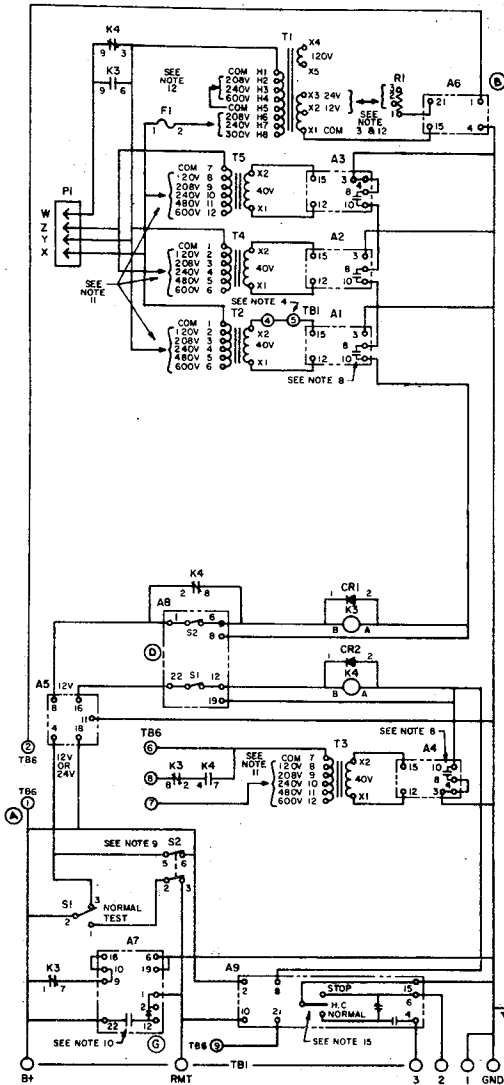 K4
9 3
K3
9 6
SEE
NOTE
12
F1
1 2
COM H1
208V H2
240V H3
600V H4
COM H5
208V H6
240V H7
300V H8
T1
X4
120V
X5
X3 24V
X2 12V
X1 COM
SEE
NOTE
3 & 12
R1
3
2
1
A6
21 1
15 4
B
P1
W
Z
Y
X
T5
COM 7
120V 8
208V 9
240V 10
480V 11
600V 12
X2
40V
X1
A3
15 3 4
8
12 10
T4
COM 1
120V 2
208V 3
240V 4
480V 5
600V 6
X2
40V
X1
A2
15 3
8
12 10
SEE
NOTE
11
SEE NOTE 4
T2
COM 1
120V 2
208V 3
240V 4
480V 5
600V 6
X2
40V
X1
4 5
TB1
A1
15 3
8
12 10
SEE NOTE 8
K4
2 8
A8
1 6
S2
8
D
22 S1 12
19
CR1
1 2
K3
B A
CR2
1 2
K4
B A
A5 12V
8 16
11
4 18
12V
OR
24V
2
TB6
TB6
1
A
TB6
6
K3 K4
8 8 2 4 7
7
SEE
NOTE
11
COM 7
120V 8
208V 9
240V 10
480V 11
600V 12
T3
X2
40V
X1
SEE NOTE 8
A4
15 10
8
4
12 3
SEE NOTE 9
S2
5 6
2 3
S1
3
NORMAL
2 TEST
1
A7
K3
1 7
18 6
10 19
9
1
2
22 12
SEE NOTE 10
G
A9
2 8 STOP 15
H.C 6
NORMAL
10 21 4
TB6 9
SEE NOTE 15
B+ RMT TB1 3 2 1 GND